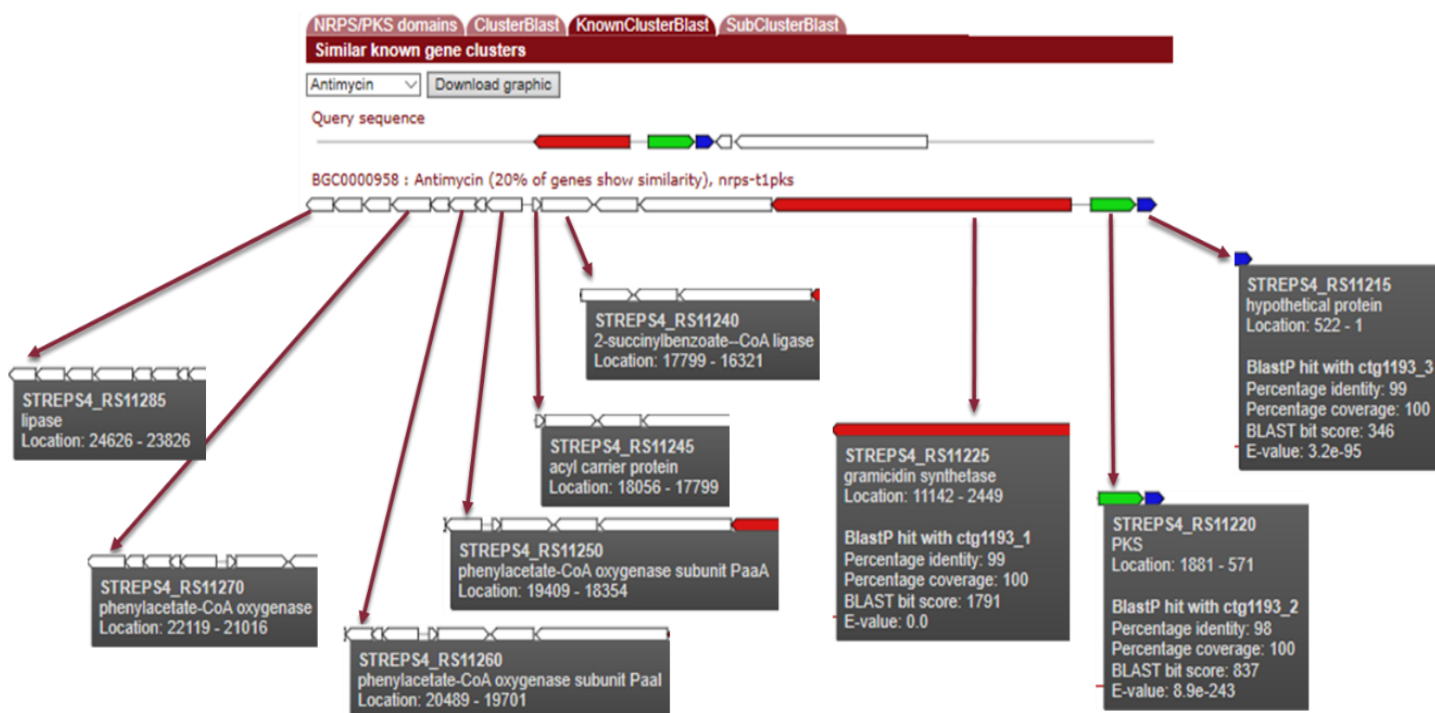 NRPS/PKS domains
ClusterBlast
KnownClusterBlast
SubClusterBlast
Similar known gene clusters
Antimycin
Download graphic
Query sequence
BGC0000958 : Antimycin (20% of genes show similarity), nrps-t1pks
STREPS4_RS11285
lipase
Location: 24626 - 23826
STREPS4_RS11270
phenylacetate-CoA oxygenase
Location: 22119 - 21016
STREPS4_RS11260
phenylacetate-CoA oxygenase subunit PaaI
Location: 20489 - 19701
STREPS4_RS11250
phenylacetate-CoA oxygenase subunit PaaA
Location: 19409 - 18354
STREPS4_RS11245
acyl carrier protein
Location: 18056 - 17799
STREPS4_RS11240
2-succinylbenzoate--CoA ligase
Location: 17799 - 16321
STREPS4_RS11225
gramicidin synthetase
Location: 11142 - 2449
BlastP hit with ctg1193_1
Percentage identity: 99
Percentage coverage: 100
BLAST bit score: 1791
E-value: 0.0
STREPS4_RS11220
PKS
Location: 1881 - 571
BlastP hit with ctg1193_2
Percentage identity: 98
Percentage coverage: 100
BLAST bit score: 837
E-value: 8.9e-243
STREPS4_RS11215
hypothetical protein
Location: 522 - 1
BlastP hit with ctg1193_3
Percentage identity: 99
Percentage coverage: 100
BLAST bit score: 346
E-value: 3.2e-95